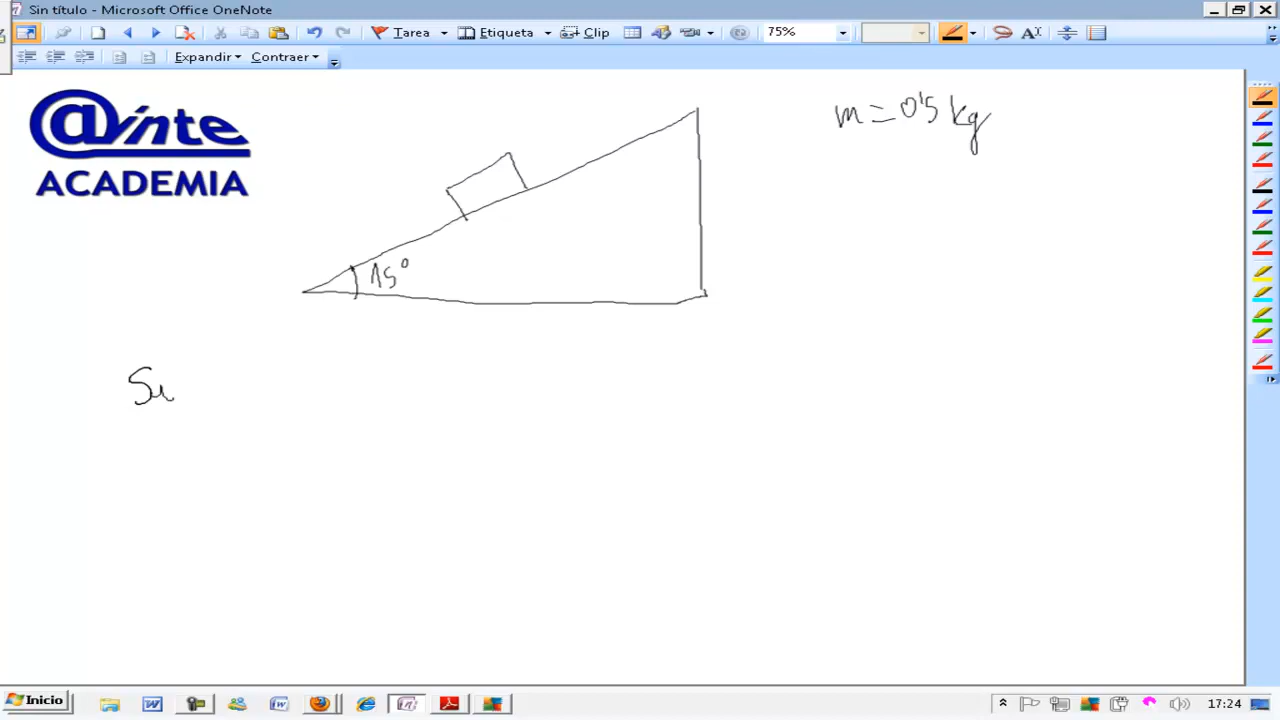 Sin título - Microsoft Office OneNote
Tarea Etiqueta Clip 75%
Expandir Contraer
@inte
ACADEMIA
m = 0'5 kg
15°
Su
Inicio
17:24